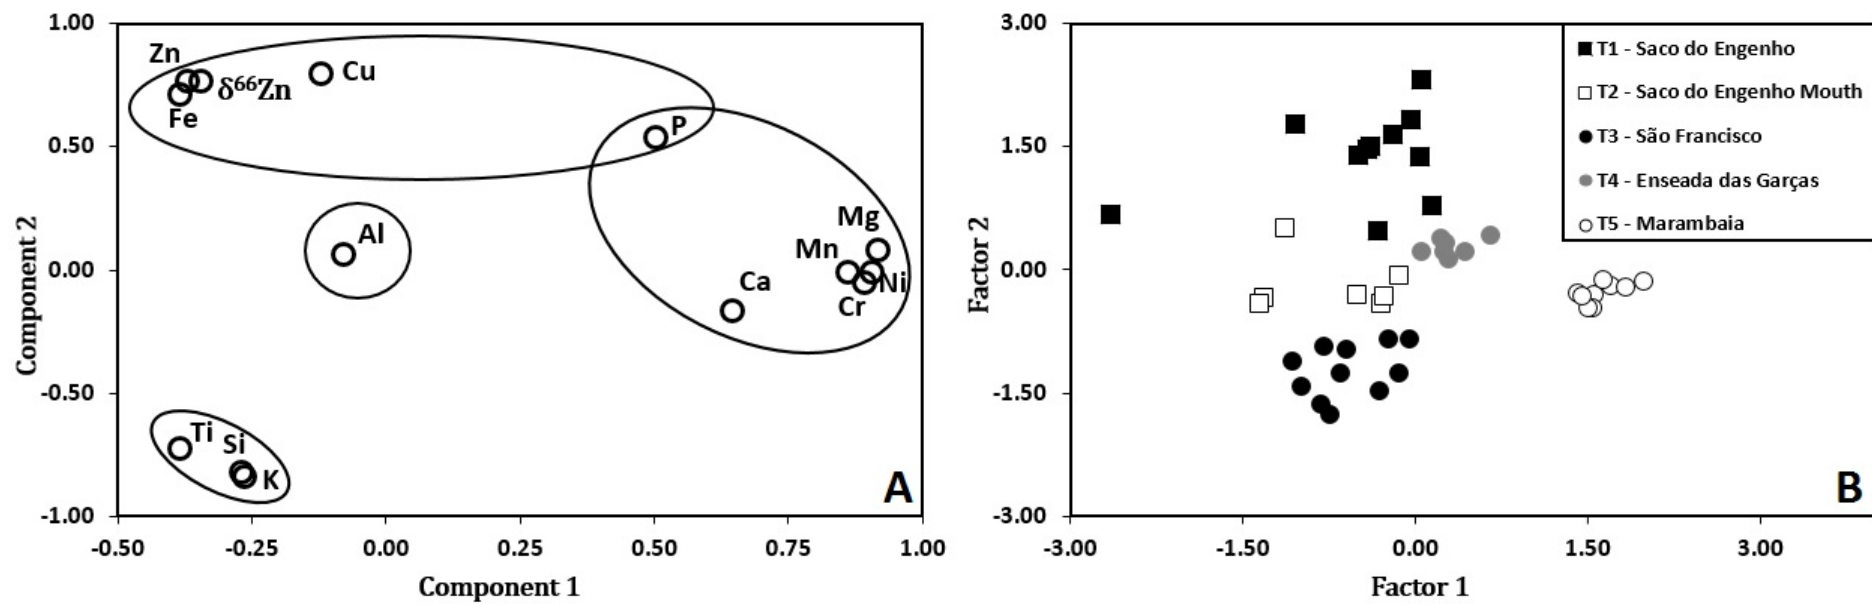 1.00
0.50
0.00
-0.50
-1.00
Component 2
Zn
δ⁶⁶Zn
Fe
Cu
P
Al
Mg
Mn
Ni
Cr
Ca
Ti
Si
K
A
-0.50 -0.25 0.00 0.25 0.50 0.75 1.00
Component 1
3.00
1.50
0.00
-1.50
-3.00
Factor 2
T1 - Saco do Engenho
T2 - Saco do Engenho Mouth
T3 - São Francisco
T4 - Enseada das Garças
T5 - Marambaia
B
-3.00 -1.50 0.00 1.50 3.00
Factor 1